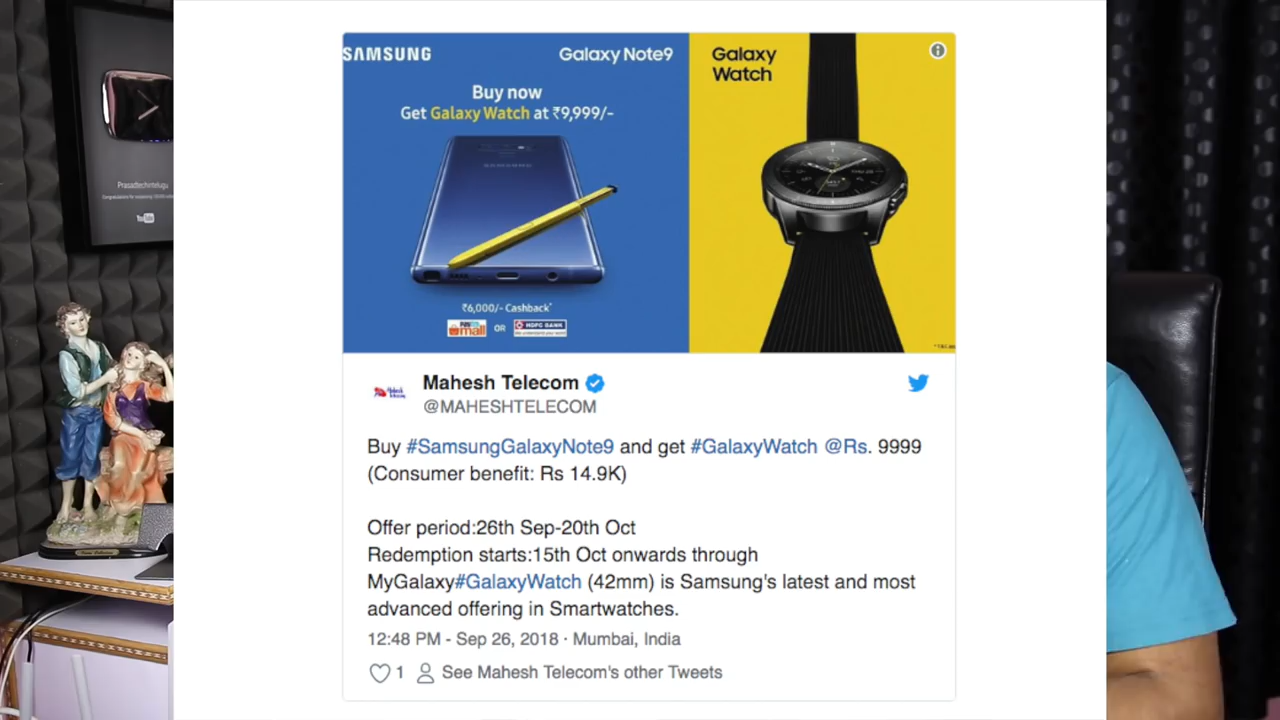 Prasadtechintelugu
SAMSUNG
Galaxy Note9
Buy now
Get Galaxy Watch at ₹9,999/-
SAMSUNG
₹6,000/- Cashback*
mall OR HDFC BANK
Galaxy
Watch
Mahesh Telecom
@MAHESHTELECOM
Buy #SamsungGalaxyNote9 and get #GalaxyWatch @Rs. 9999
(Consumer benefit: Rs 14.9K)
Offer period:26th Sep-20th Oct
Redemption starts:15th Oct onwards through
MyGalaxy#GalaxyWatch (42mm) is Samsung's latest and most
advanced offering in Smartwatches.
12:48 PM - Sep 26, 2018 · Mumbai, India
1 See Mahesh Telecom's other Tweets